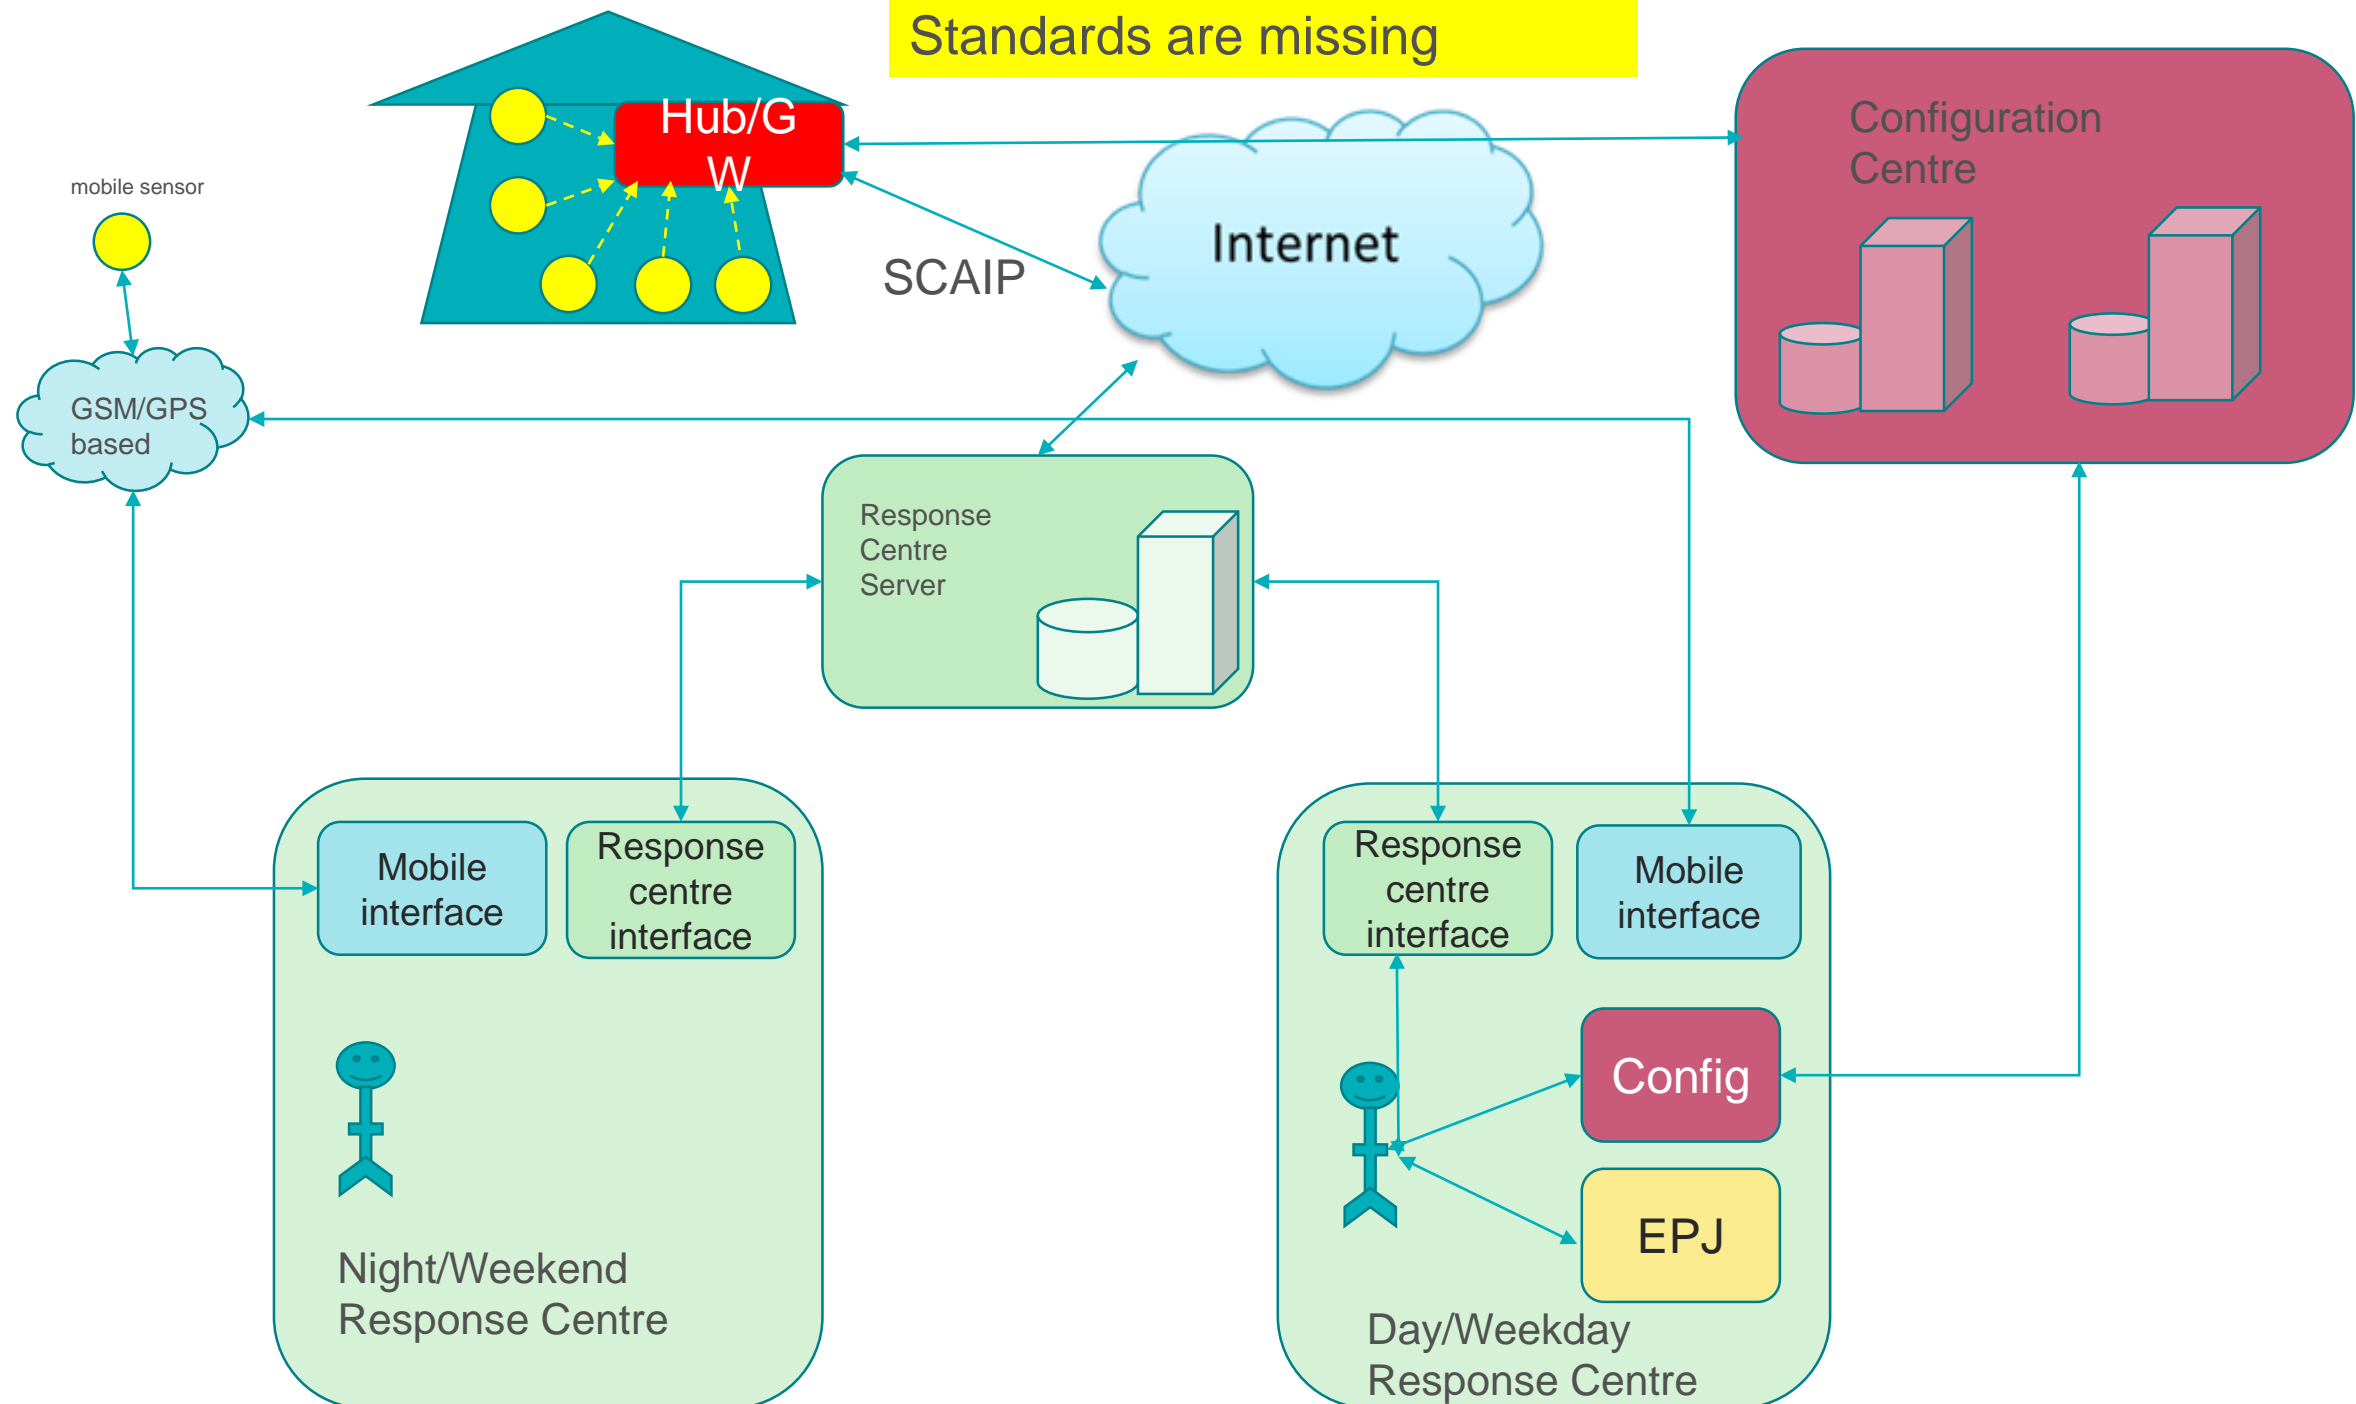 Standards are missing
Hub/G
W
Configuration
Centre
mobile sensor
Internet
SCAIP
GSM/GPS
based
Response
Centre
Server
Mobile
interface
Response
centre
interface
Response
centre
interface
Mobile
interface
Config
EPJ
Night/Weekend
Response Centre
Day/Weekday
Response Centre